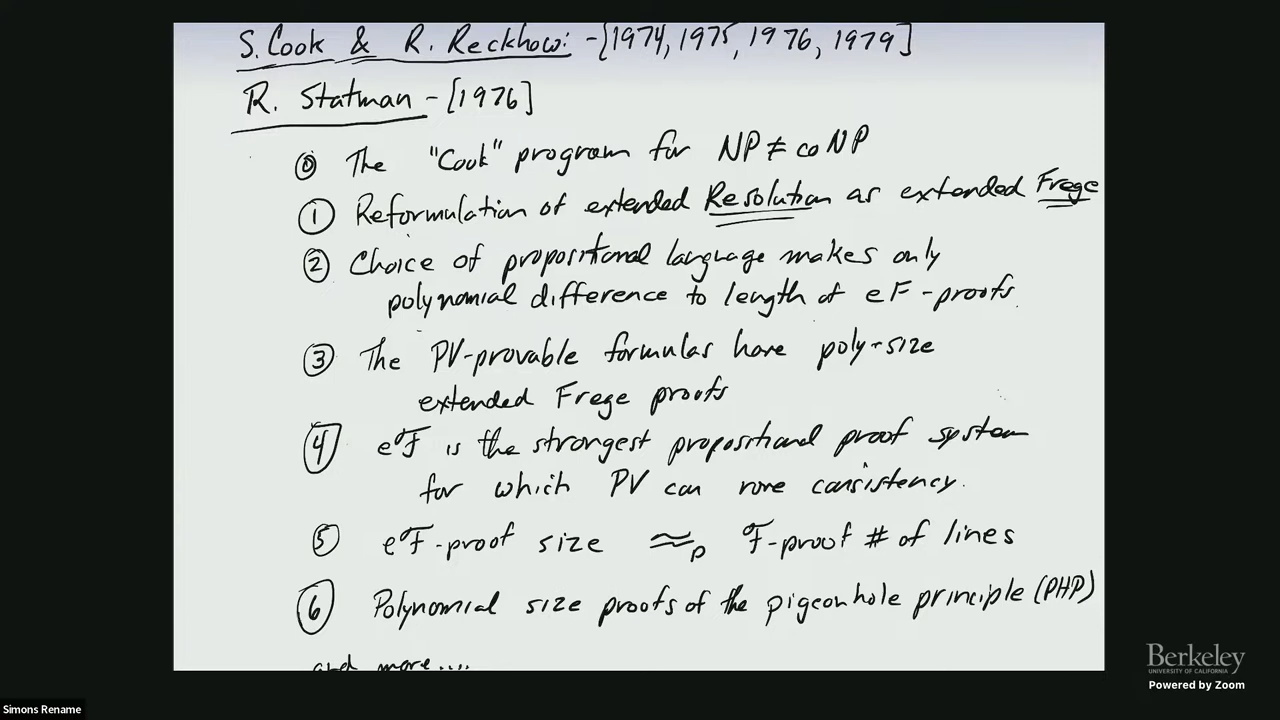 S. Cook & R. Reckhow: - [1974, 1975, 1976, 1979]
R. Statman - [1976]
⓪ The "Cook" program for NP ≠ coNP
① Reformulation of extended Resolution as extended Frege
② Choice of propositional language makes only
polynomial difference to length of eF-proofs.
③ The PV-provable formulas have poly-size
extended Frege proofs
④ eF is the strongest propositional proof system
for which PV can rove consistency.
⑤ eF-proof size ≈p F-proof # of lines
⑥ Polynomial size proofs of the pigeonhole principle (PHP)
and more....
Berkeley
UNIVERSITY OF CALIFORNIA
Powered by Zoom
Simons Rename